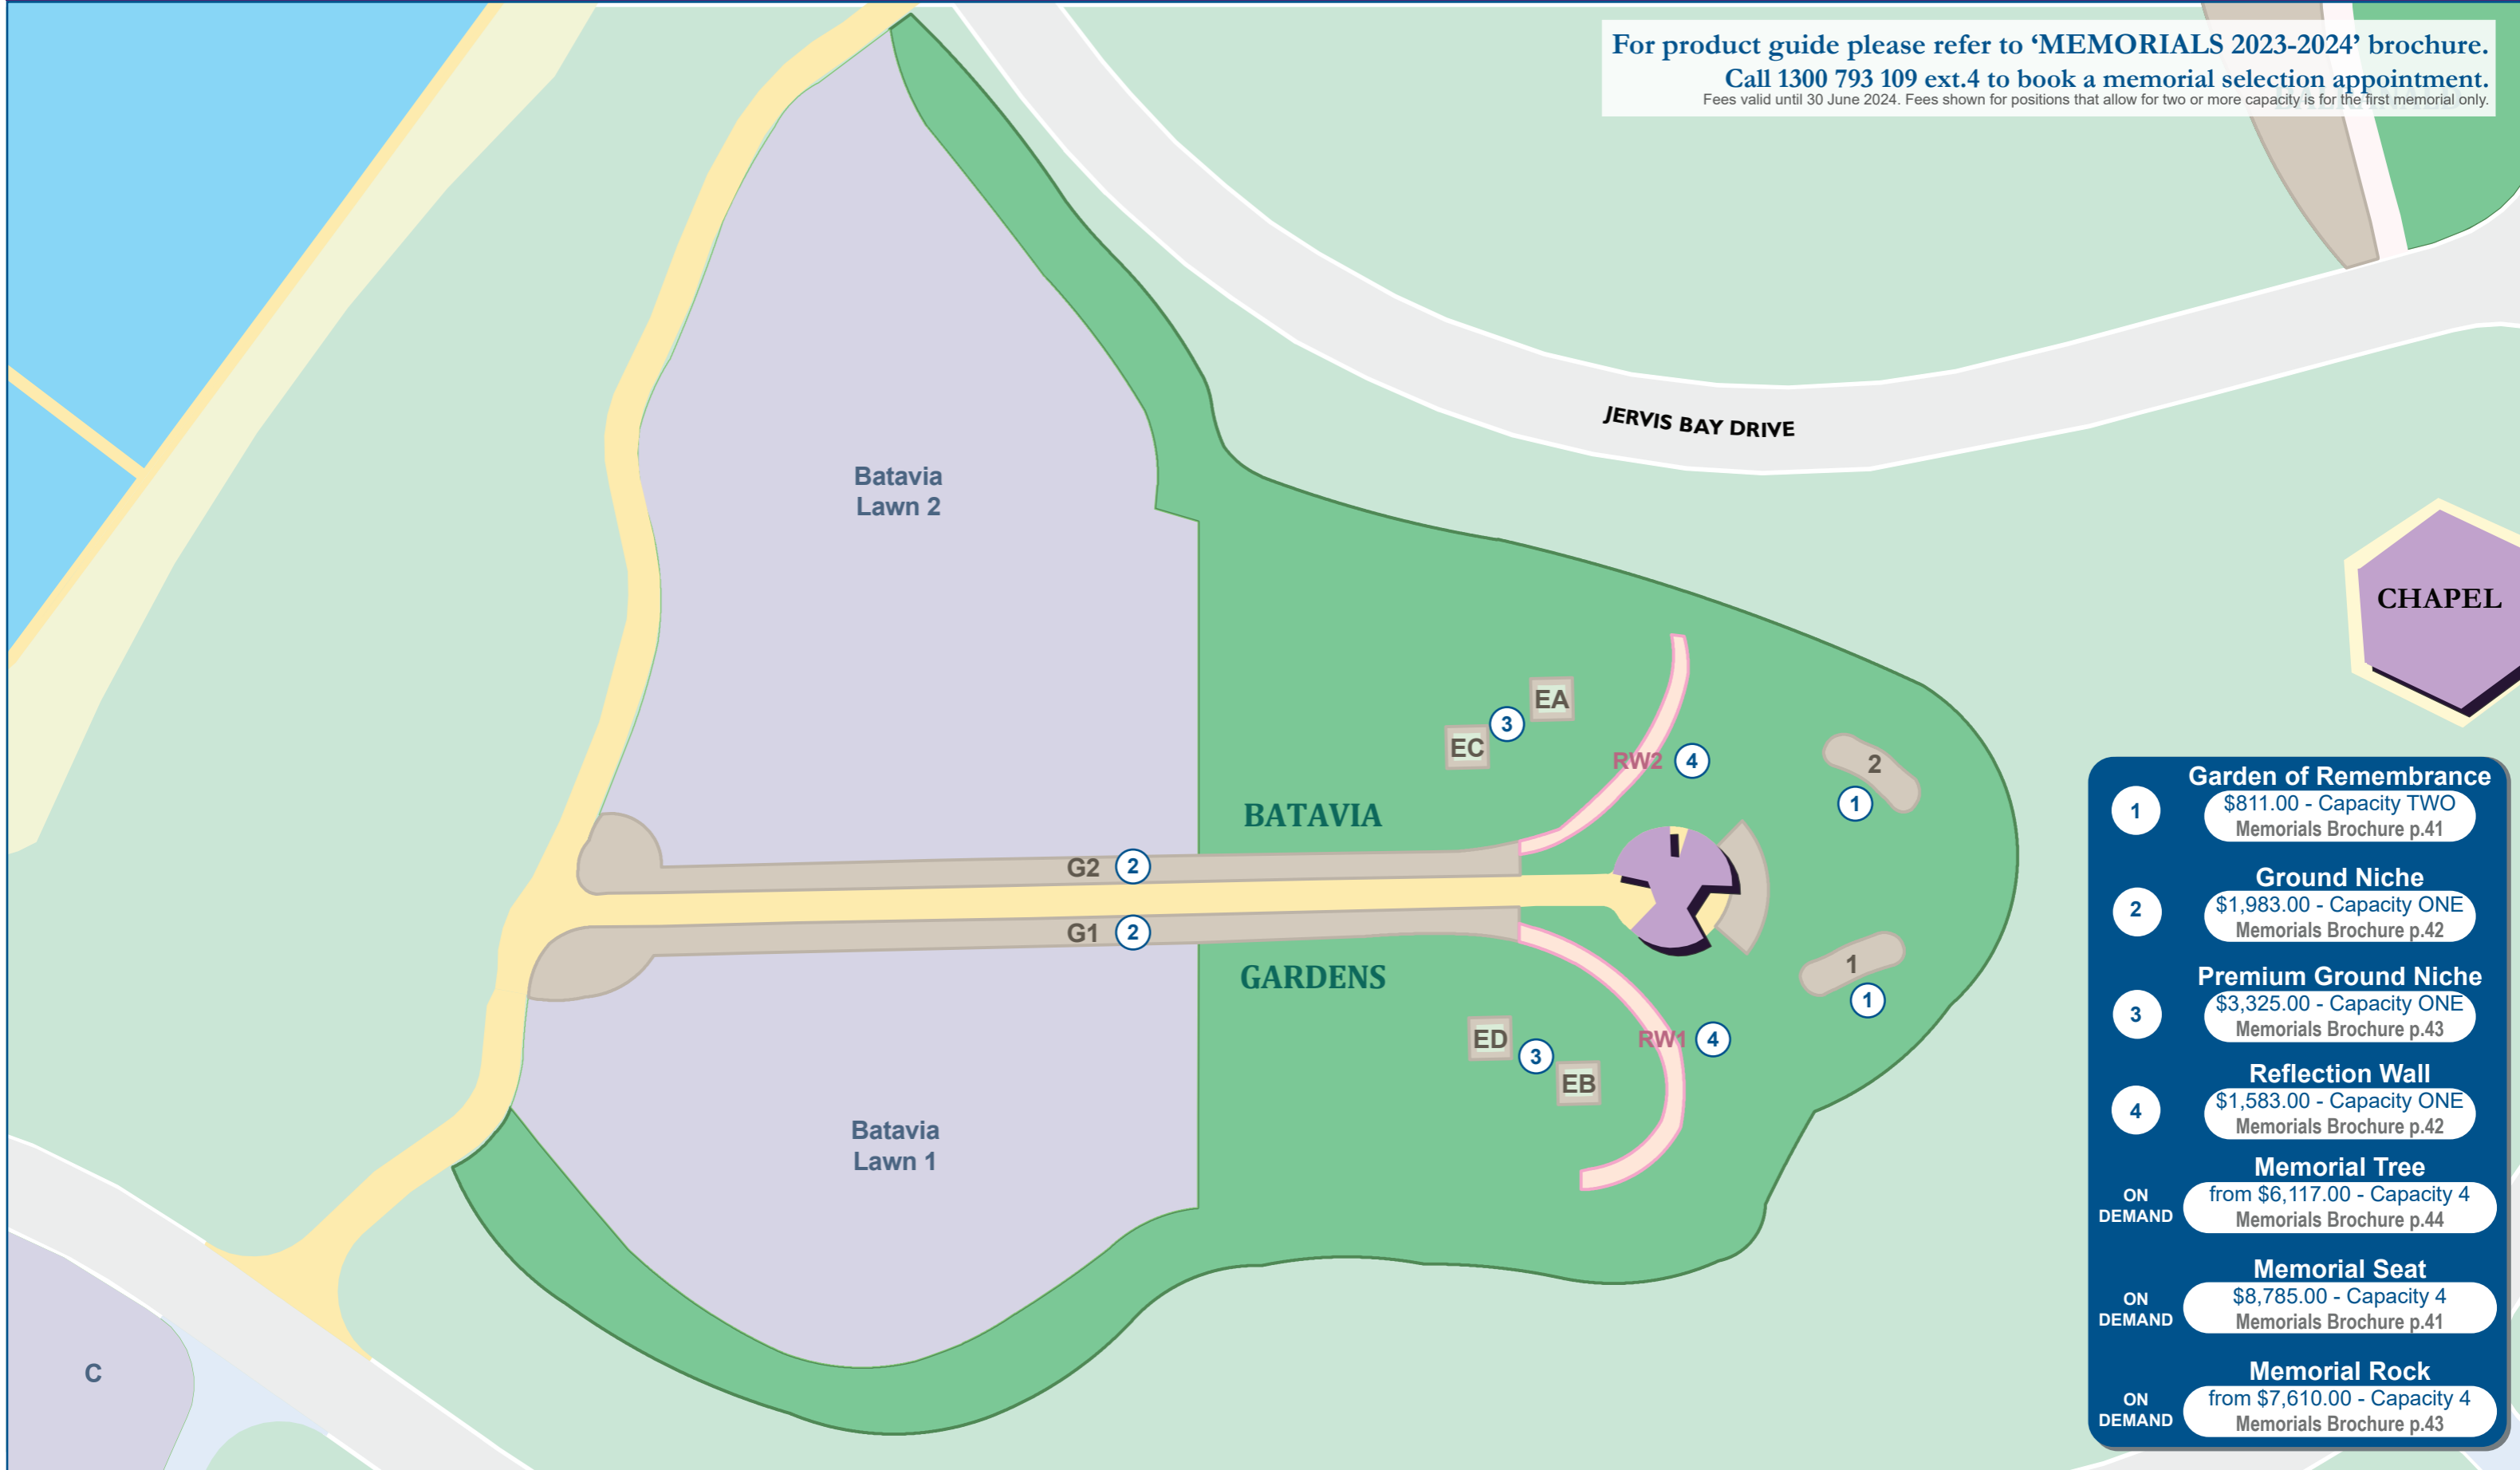 For product guide please refer to ‘MEMORIALS 2023-2024’ brochure.
Call 1300 793 109 ext.4 to book a memorial selection appointment.
Fees valid until 30 June 2024. Fees shown for positions that allow for two or more capacity is for the first memorial only.
JERVIS BAY DRIVE
Batavia
Lawn 2
CHAPEL
EA
3
EC
RW2 4
2
1
BATAVIA
G2 2
G1 2
GARDENS
1
1
ED
3
EB
RW1 4
Batavia
Lawn 1
C
Garden of Remembrance
1
$811.00 - Capacity TWO
Memorials Brochure p.41
Ground Niche
2
$1,983.00 - Capacity ONE
Memorials Brochure p.42
Premium Ground Niche
3
$3,325.00 - Capacity ONE
Memorials Brochure p.43
Reflection Wall
4
$1,583.00 - Capacity ONE
Memorials Brochure p.42
Memorial Tree
ON
DEMAND
from $6,117.00 - Capacity 4
Memorials Brochure p.44
Memorial Seat
ON
DEMAND
$8,785.00 - Capacity 4
Memorials Brochure p.41
Memorial Rock
ON
DEMAND
from $7,610.00 - Capacity 4
Memorials Brochure p.43